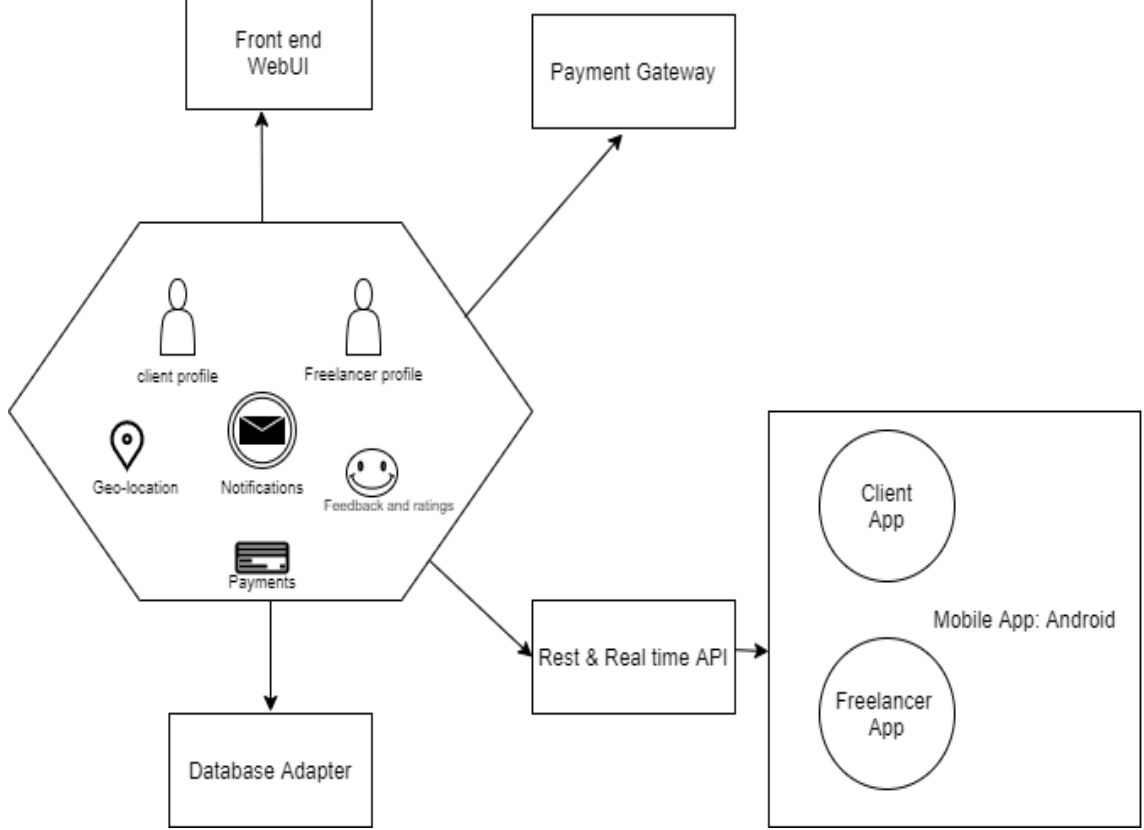 Front end
WebUI
Payment Gateway
client profile
Freelancer profile
Geo-location
Notifications
Feedback and ratings
Payments
Client
App
Mobile App: Android
Rest & Real time API
Freelancer
App
Database Adapter